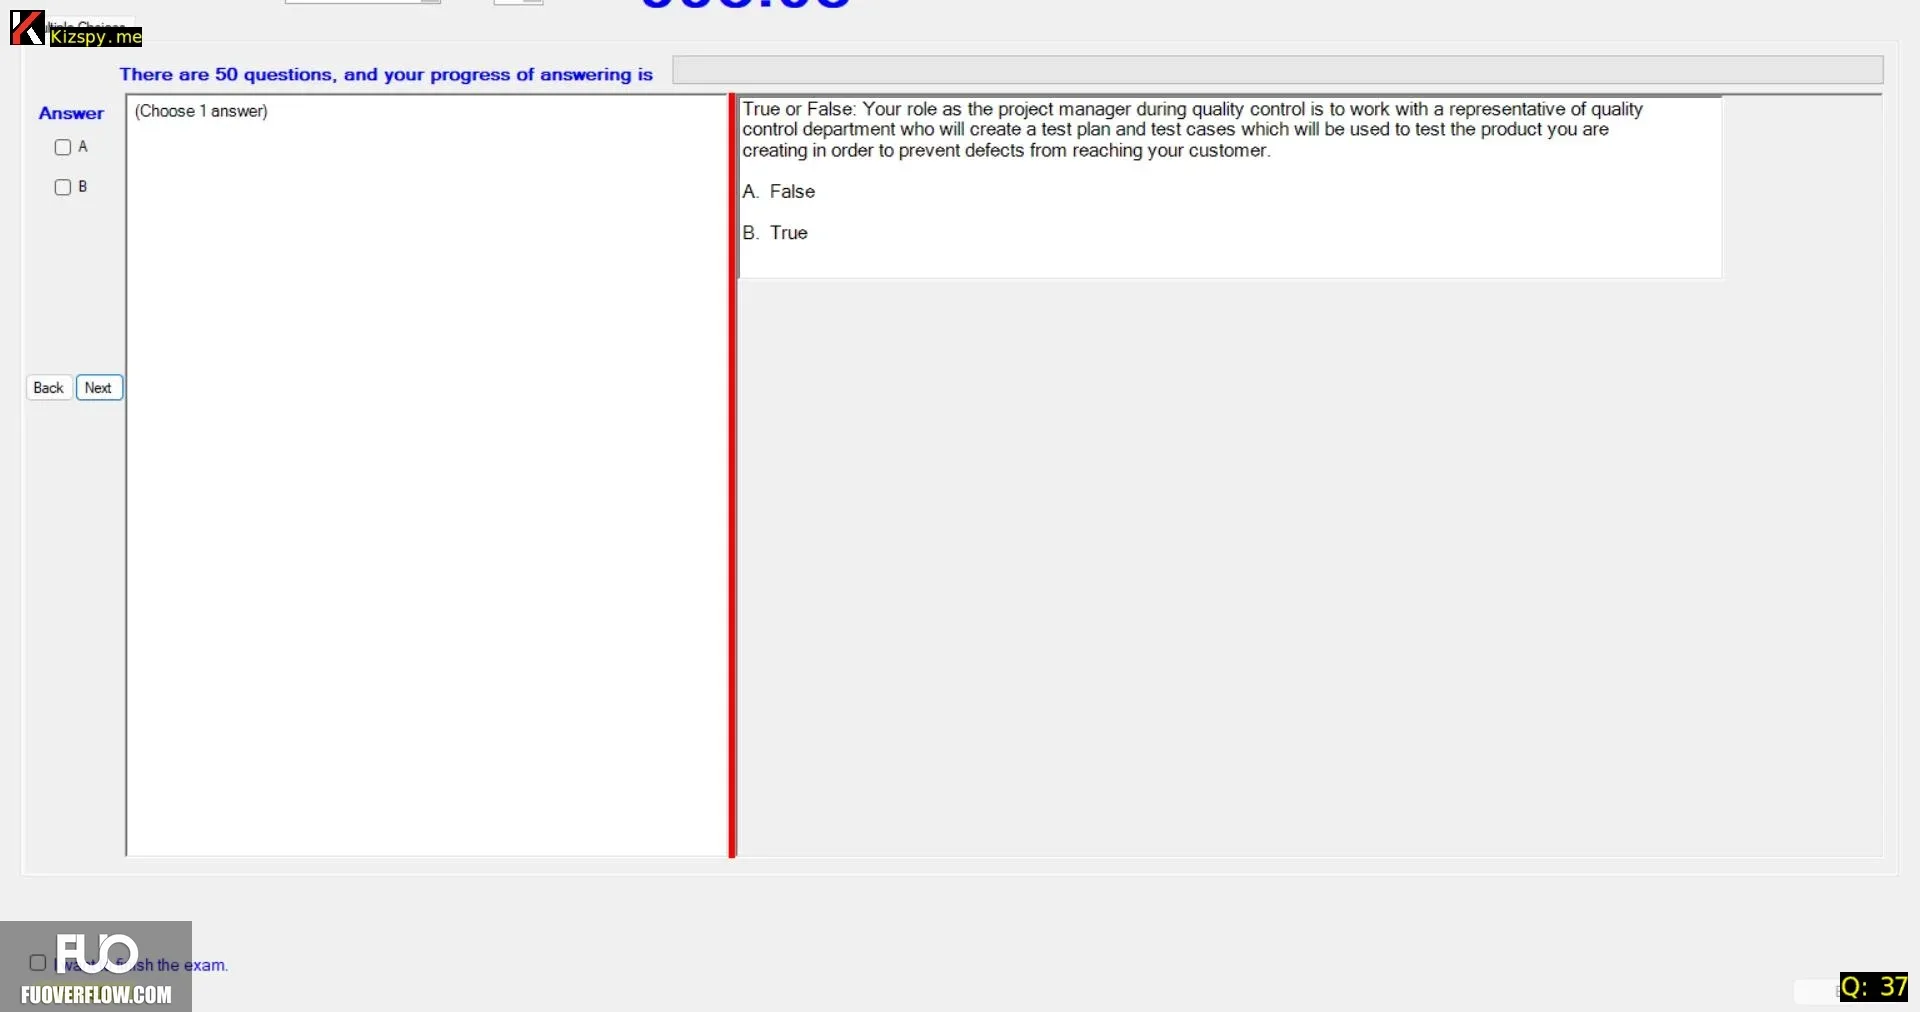 Kizspy.me
There are 50 questions, and your progress of answering is
Answer
(Choose 1 answer)
A
B
True or False: Your role as the project manager during quality control is to work with a representative of quality
control department who will create a test plan and test cases which will be used to test the product you are
creating in order to prevent defects from reaching your customer.
A. False
B. True
Back Next
FUO
the exam.
FUOVERFLOW.COM
Q: 37